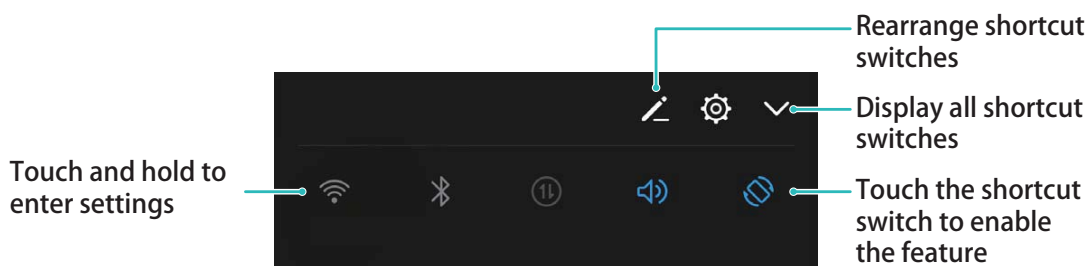 Rearrange shortcut
switches
Display all shortcut
switches
Touch and hold to
enter settings
Touch the shortcut
switch to enable
the feature